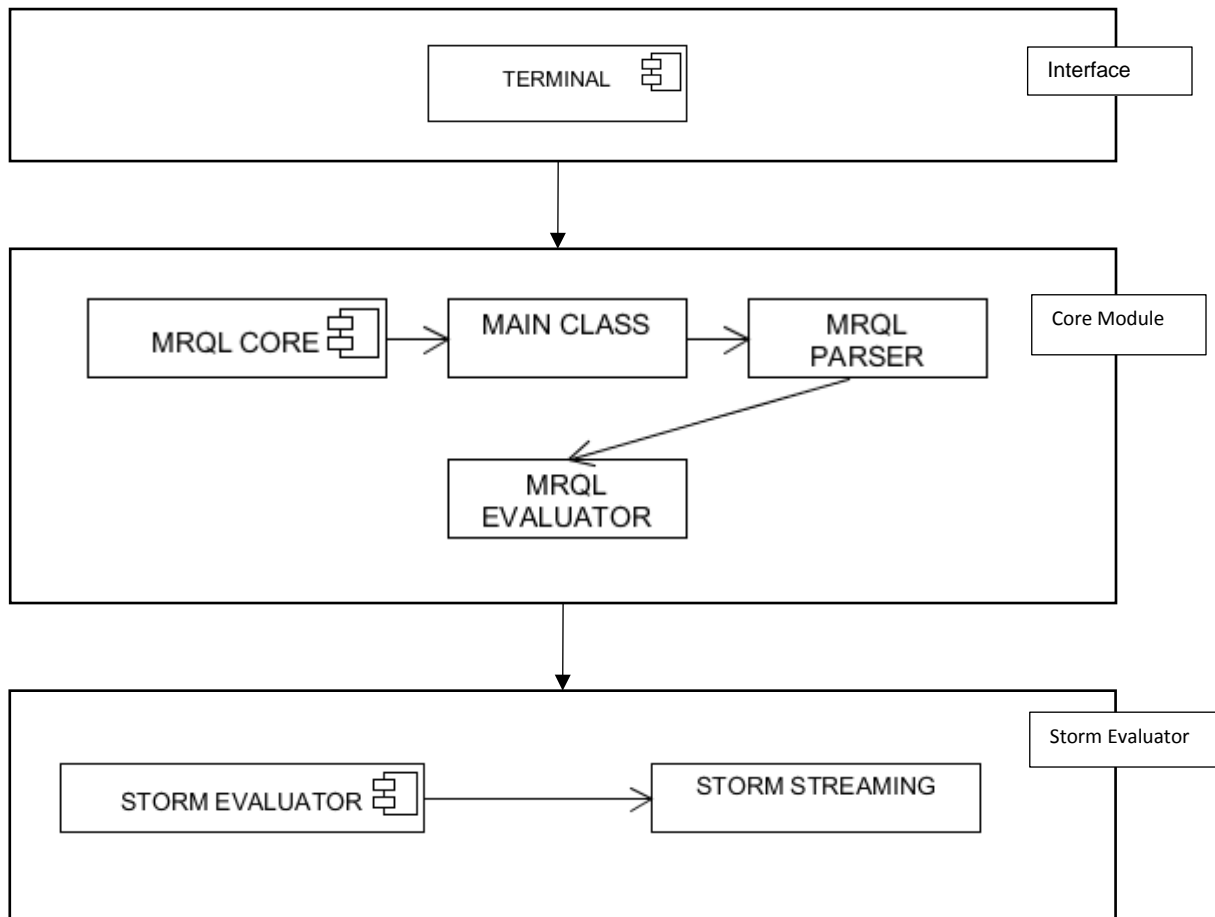 TERMINAL
Interface
MRQL CORE
MAIN CLASS
MRQL
PARSER
Core Module
MRQL
EVALUATOR
STORM EVALUATOR
STORM STREAMING
Storm Evaluator